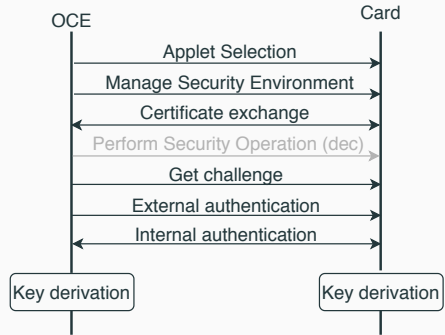 OCE
Card
Applet Selection
Manage Security Environment
Certificate exchange
Perform Security Operation (dec)
Get challenge
External authentication
Internal authentication
Key derivation
Key derivation